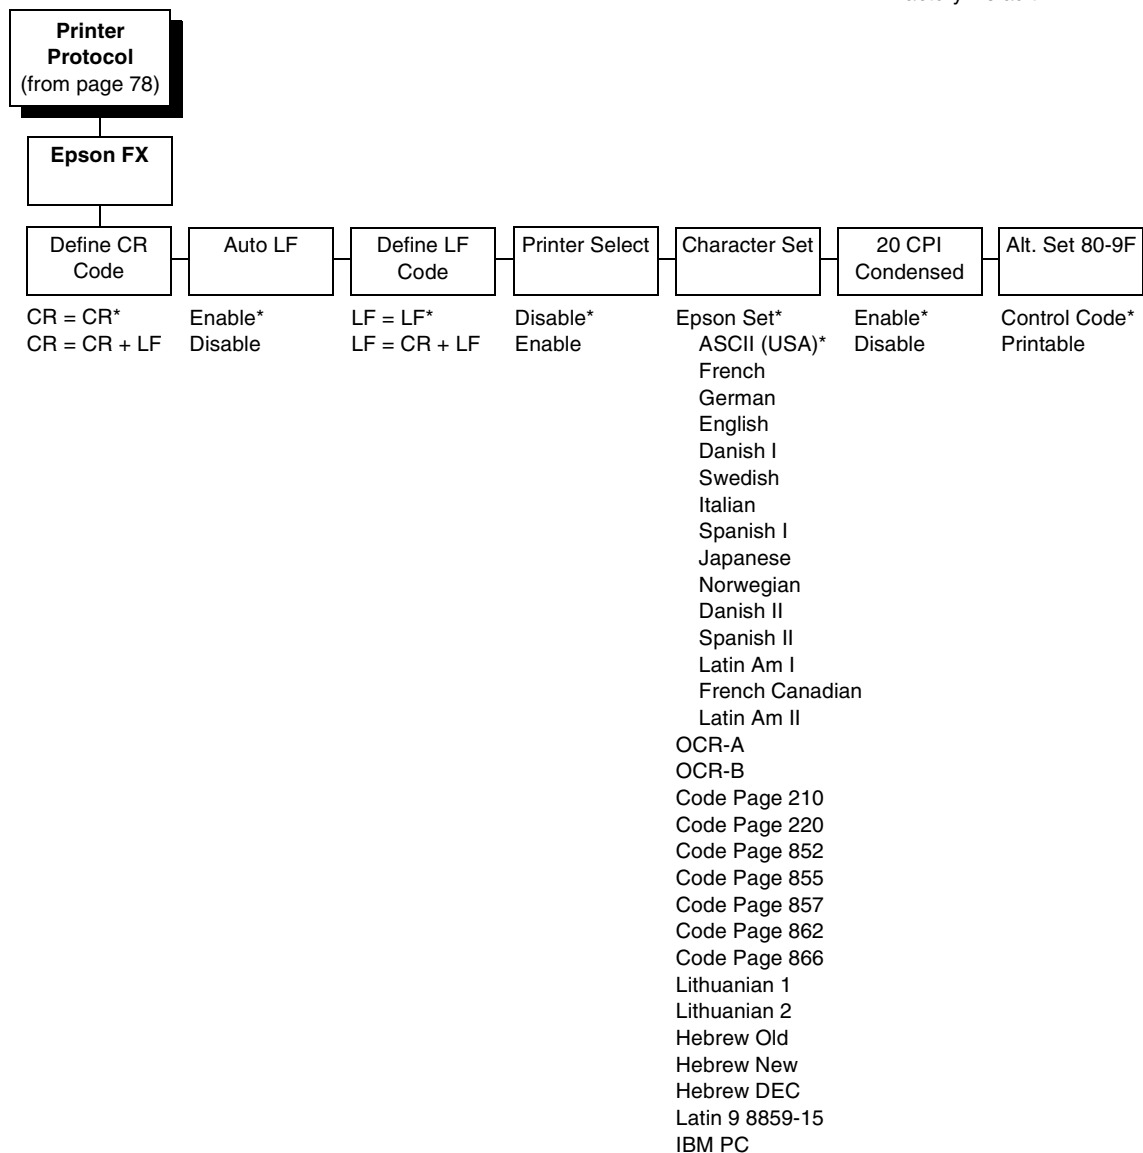 Printer
Protocol
(from page 78)
Epson FX
Define CR
Code
Auto LF
Define LF
Code
Printer Select
Character Set
20 CPI
Condensed
Alt. Set 80-9F
CR = CR*
CR = CR + LF
Enable*
Disable
LF = LF*
LF = CR + LF
Disable*
Enable
Epson Set*
ASCII (USA)*
French
German
English
Danish I
Swedish
Italian
Spanish I
Japanese
Norwegian
Danish II
Spanish II
Latin Am I
French Canadian
Latin Am II
OCR-A
OCR-B
Code Page 210
Code Page 220
Code Page 852
Code Page 855
Code Page 857
Code Page 862
Code Page 866
Lithuanian 1
Lithuanian 2
Hebrew Old
Hebrew New
Hebrew DEC
Latin 9 8859-15
IBM PC
Enable*
Disable
Control Code*
Printable